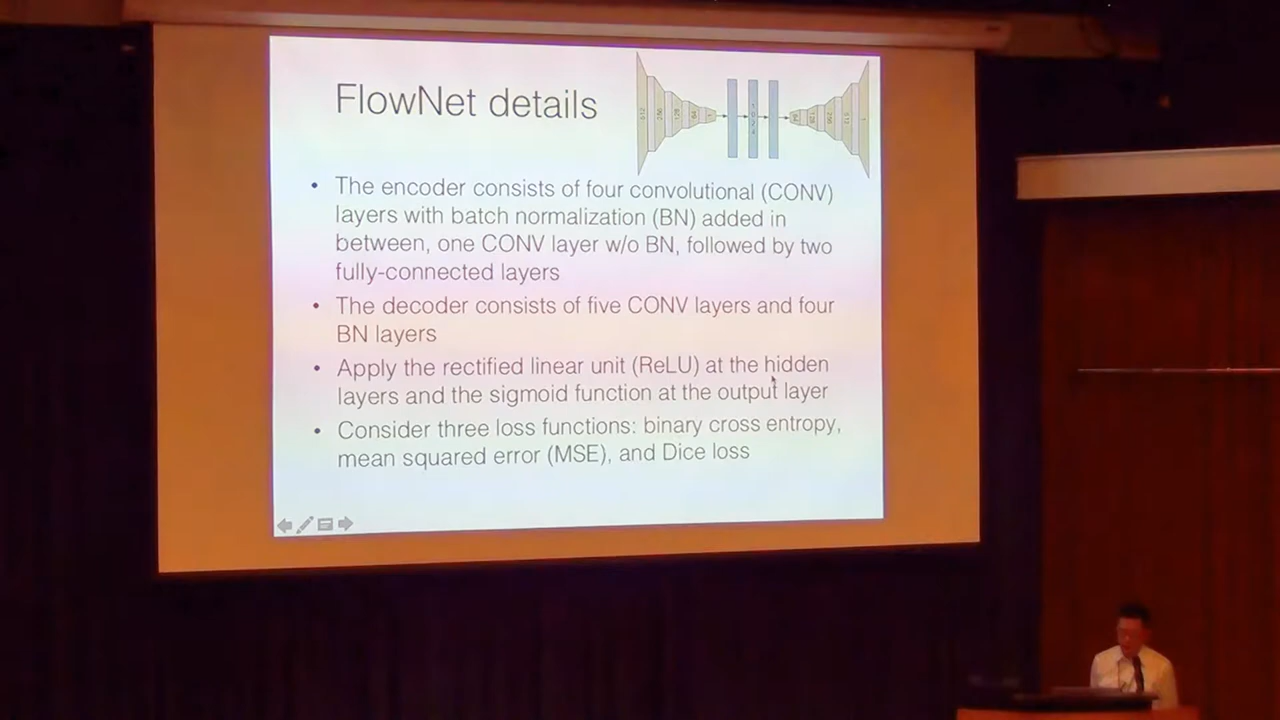 FlowNet details
• The encoder consists of four convolutional (CONV)
layers with batch normalization (BN) added in
between, one CONV layer w/o BN, followed by two
fully-connected layers
• The decoder consists of five CONV layers and four
BN layers
• Apply the rectified linear unit (ReLU) at the hidden
layers and the sigmoid function at the output layer
• Consider three loss functions: binary cross entropy,
mean squared error (MSE), and Dice loss